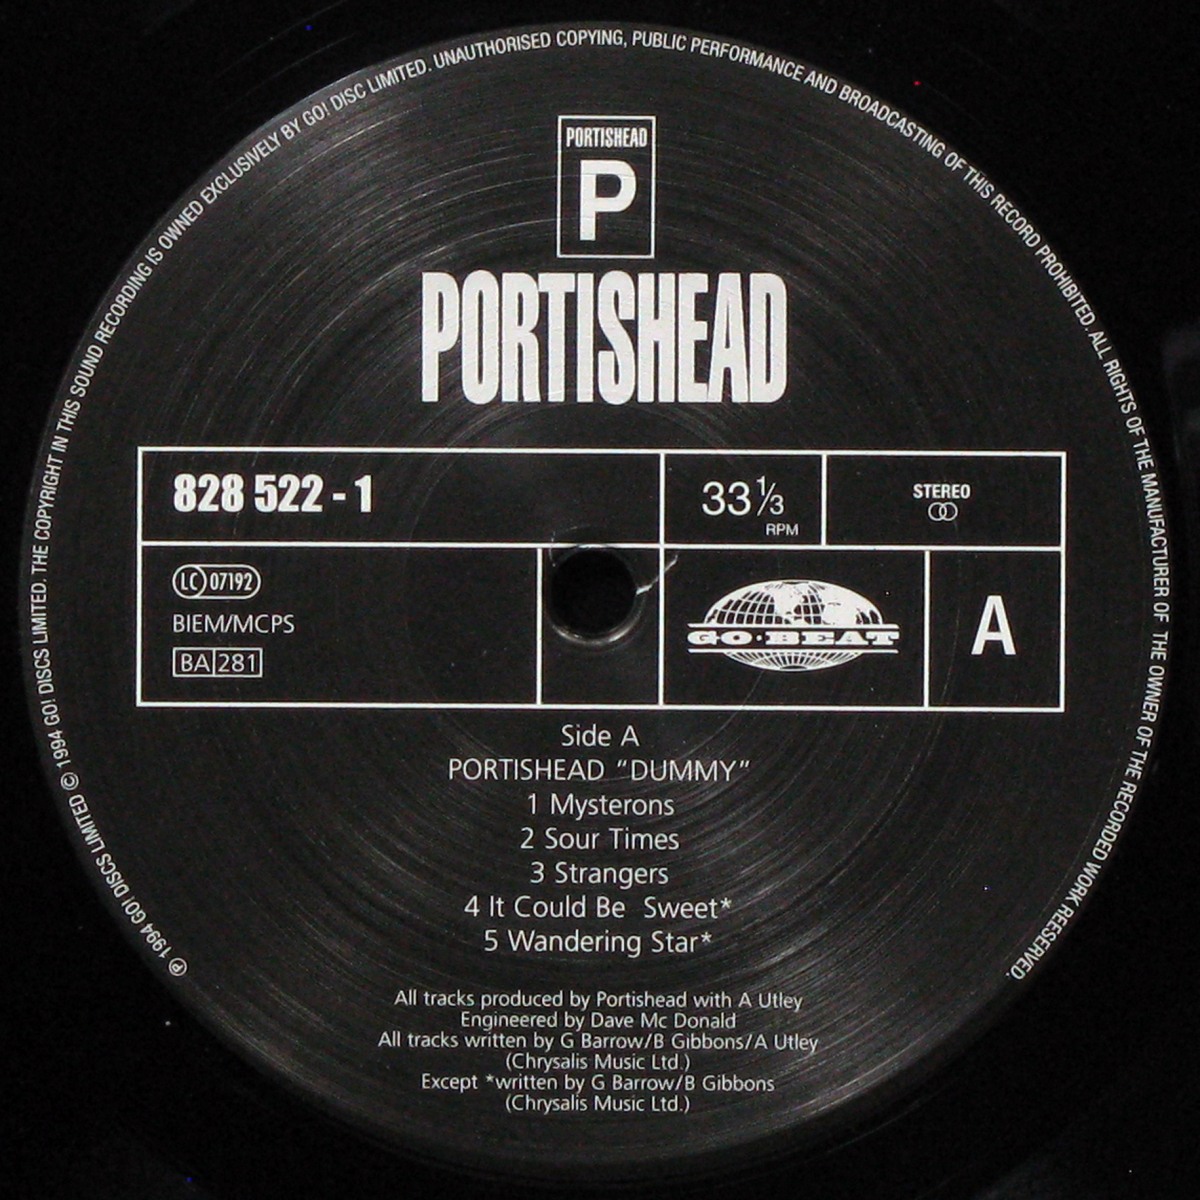 ℗ 1994 GO! DISCS LIMITED © 1994 GO! DISCS LIMITED. THE COPYRIGHT IN THIS SOUND RECORDING IS OWNED EXCLUSIVELY BY GO! DISC LIMITED. UNAUTHORISED COPYING, PUBLIC PERFORMANCE AND BROADCASTING OF THIS RECORD PROHIBITED. ALL RIGHTS OF THE MANUFACTURER OF THE OWNER OF THE RECORDED WORK REESERVED.
PORTISHEAD
P
PORTISHEAD
828 522 - 1
33 1/3
RPM
STEREO
LC 07192
BIEM/MCPS
BA 281
GO·BEAT
A
Side A
PORTISHEAD "DUMMY"
1 Mysterons
2 Sour Times
3 Strangers
4 It Could Be Sweet*
5 Wandering Star*
All tracks produced by Portishead with A Utley
Engineered by Dave Mc Donald
All tracks written by G Barrow/B Gibbons/A Utley
(Chrysalis Music Ltd.)
Except *written by G Barrow/B Gibbons
(Chrysalis Music Ltd.)